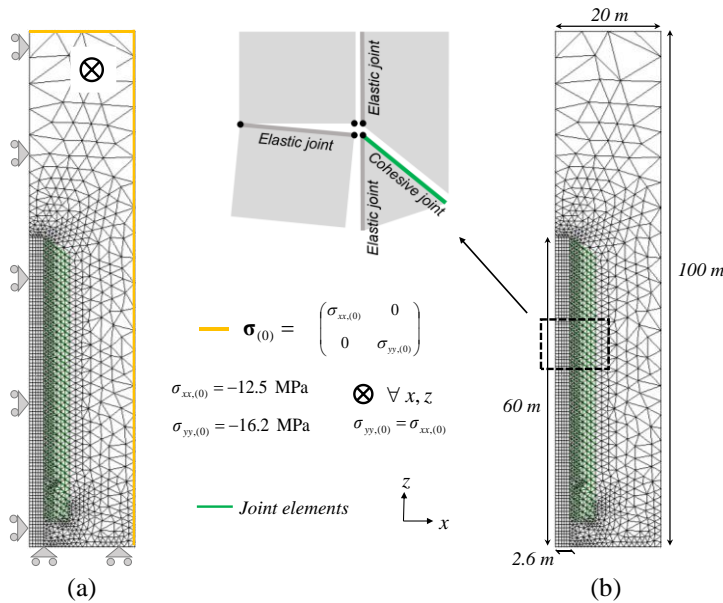 20 m
Elastic joint
Elastic joint
Cohesive joint
Elastic joint
100 m
σ(0) = ( σxx,(0) 0
0 σyy,(0) )
σxx,(0) = −12.5 MPa
⊗ ∀ x, z
σyy,(0) = −16.2 MPa
σyy,(0) = σxx,(0)
60 m
Joint elements
z
x
2.6 m
(a)
(b)